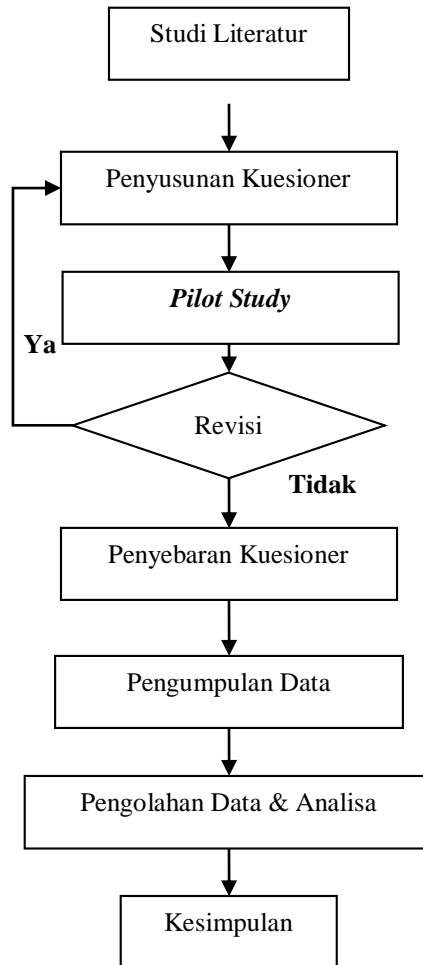 Studi Literatur
Penyusunan Kuesioner
Pilot Study
Ya
Revisi
Tidak
Penyebaran Kuesioner
Pengumpulan Data
Pengolahan Data & Analisa
Kesimpulan